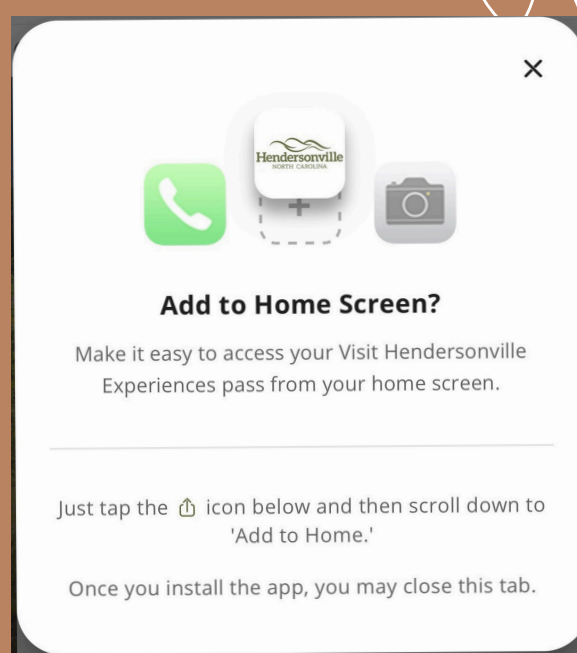 Hendersonville
NORTH CAROLINA
Add to Home Screen?
Make it easy to access your Visit Hendersonville
Experiences pass from your home screen.
Just tap the icon below and then scroll down to
'Add to Home.'
Once you install the app, you may close this tab.